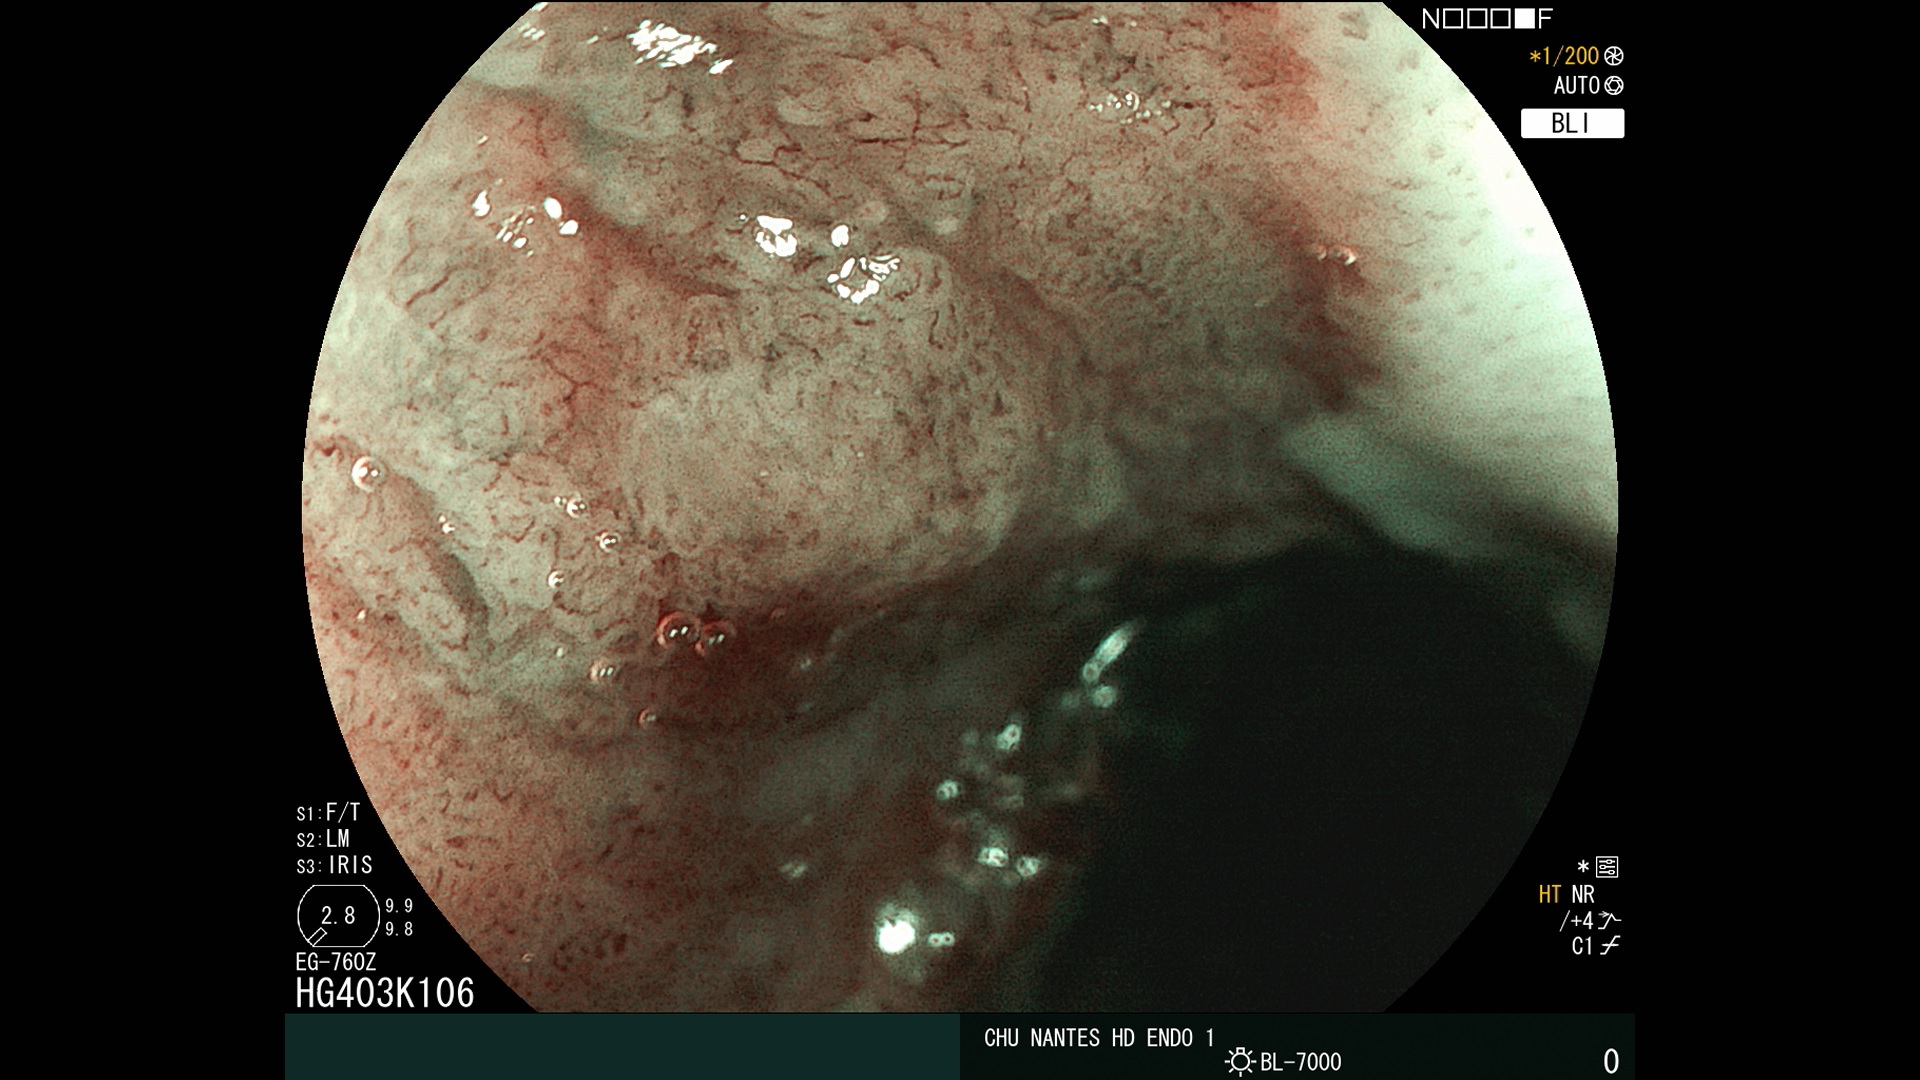 N□□□■F
*1/200
AUTO
BLI
S1:F/T
S2:LM
S3:IRIS
2.8
9.9
9.8
EG-760Z
HG403K106
*
HT NR
/+4
C1
CHU NANTES HD ENDO 1
BL-7000
0